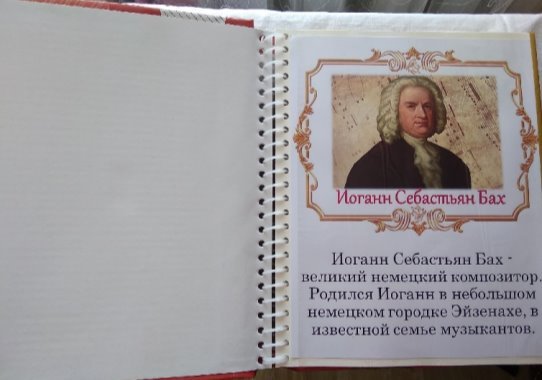 Иоганн Себастьян Бах
Иоганн Себастьян Бах -
великий немецкий композитор.
Родился Иоганн в небольшом
немецком городке Эйзенахе, в
известной семье музыкантов.